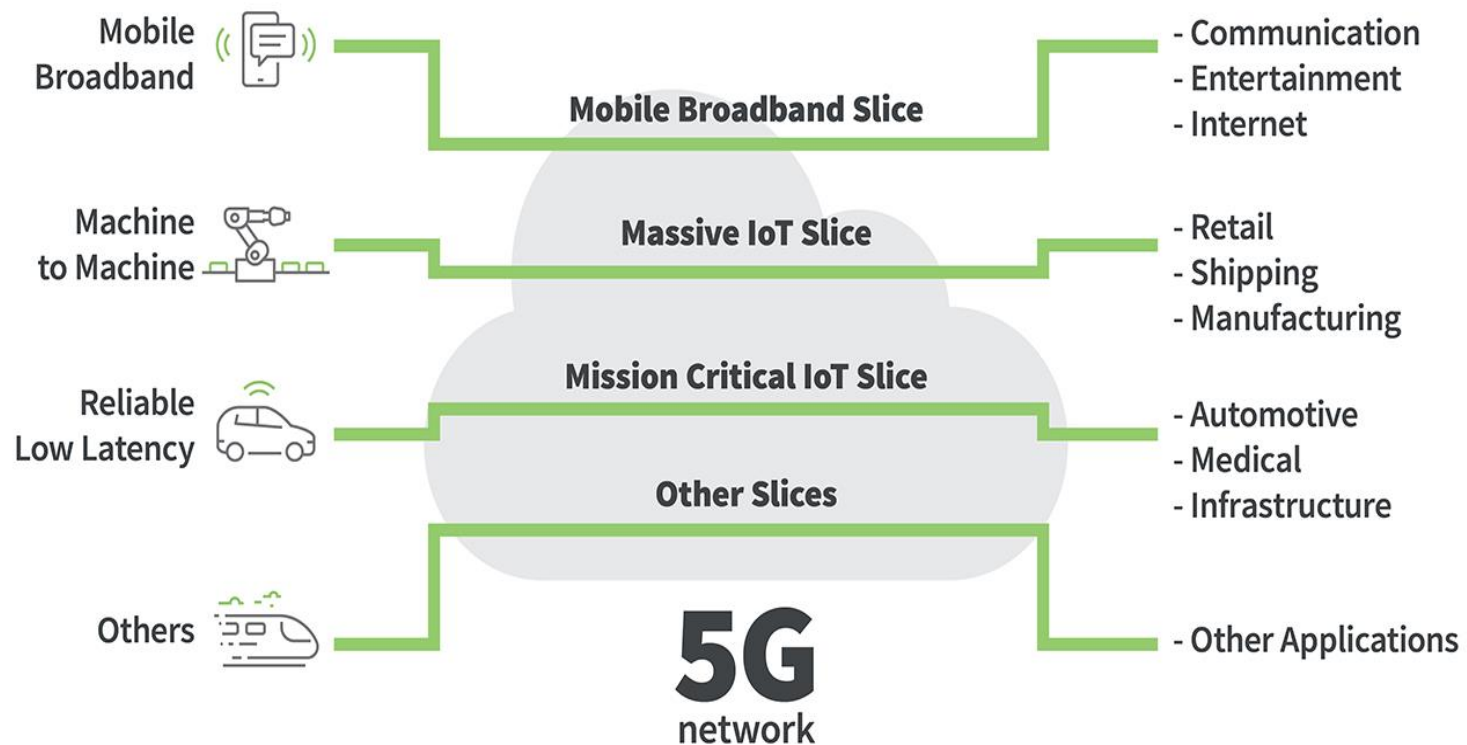 Mobile
Broadband
Mobile Broadband Slice
- Communication
- Entertainment
- Internet
Machine
to Machine
Massive IoT Slice
- Retail
- Shipping
- Manufacturing
Reliable
Low Latency
Mission Critical IoT Slice
- Automotive
- Medical
- Infrastructure
Other Slices
Others
- Other Applications
5G
network